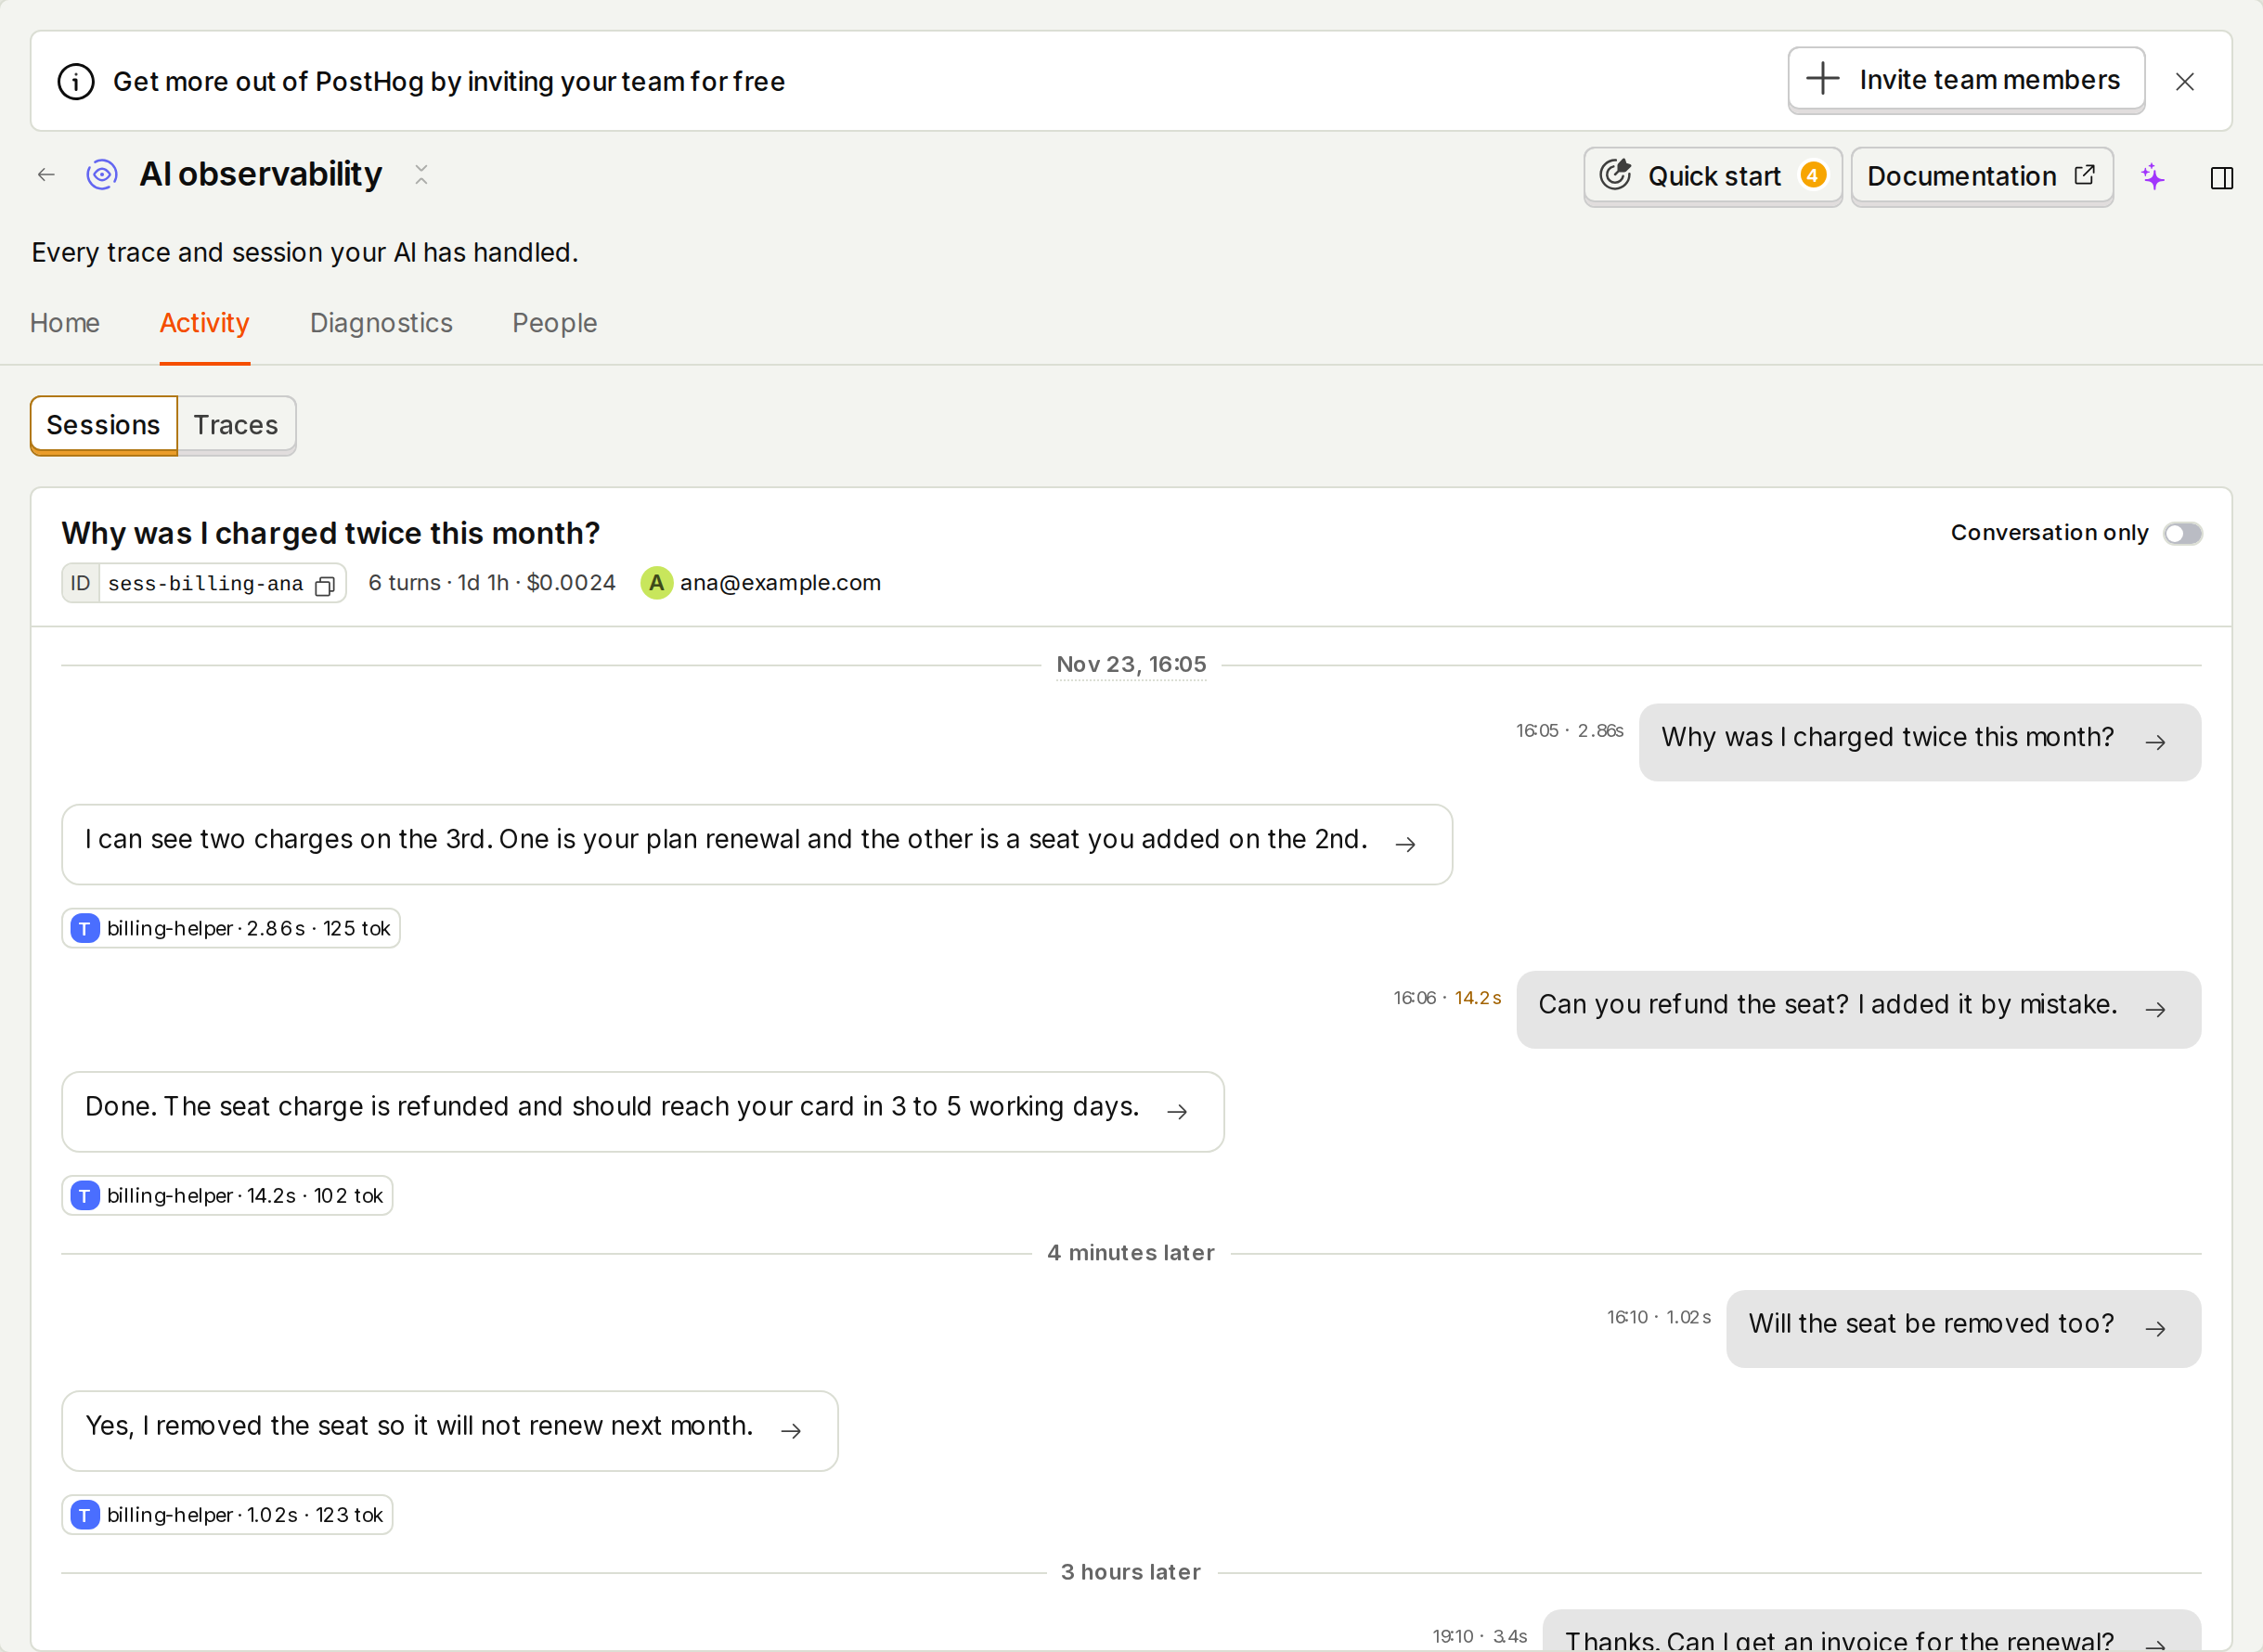 Get more out of PostHog by inviting your team for free
Invite team members
AI observability
Quick start 4
Documentation
Every trace and session your AI has handled.
Home
Activity
Diagnostics
People
Sessions
Traces
Why was I charged twice this month?
Conversation only
ID sess-billing-ana
6 turns · 1d 1h · $0.0024
A ana@example.com
Nov 23, 16:05
16:05 · 2.86s
Why was I charged twice this month?
I can see two charges on the 3rd. One is your plan renewal and the other is a seat you added on the 2nd.
T billing-helper · 2.86s · 125 tok
16:06 · 14.2s
Can you refund the seat? I added it by mistake.
Done. The seat charge is refunded and should reach your card in 3 to 5 working days.
T billing-helper · 14.2s · 102 tok
4 minutes later
16:10 · 1.02s
Will the seat be removed too?
Yes, I removed the seat so it will not renew next month.
T billing-helper · 1.02s · 123 tok
3 hours later
19:10 · 3.4s
Thanks. Can I get an invoice for the renewal?